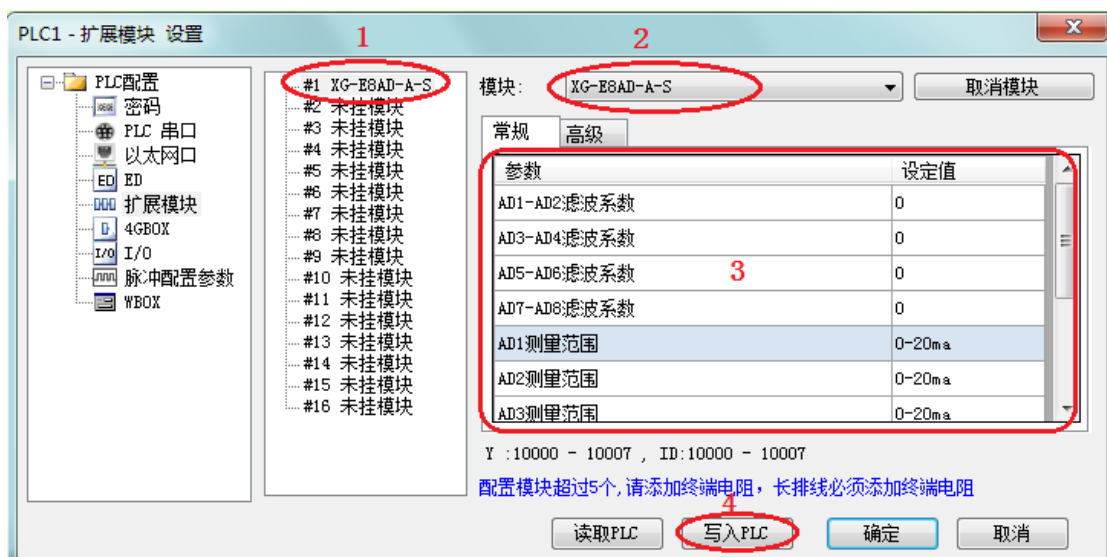 PLC1 - 扩展模块 设置
1
2
X
PLC配置
密码
PLC 串口
以太网口
ED ED
扩展模块
4GBOX
I/O I/O
脉冲配置参数
WBOX
#1 XG-E8AD-A-S
#2 未挂模块
#3 未挂模块
#4 未挂模块
#5 未挂模块
#6 未挂模块
#7 未挂模块
#8 未挂模块
#9 未挂模块
#10 未挂模块
#11 未挂模块
#12 未挂模块
#13 未挂模块
#14 未挂模块
#15 未挂模块
#16 未挂模块
模块: XG-E8AD-A-S 取消模块
常规 高级
参数 设定值
AD1-AD2滤波系数 0
AD3-AD4滤波系数 0
AD5-AD6滤波系数 0
3
AD7-AD8滤波系数 0
AD1测量范围 0-20ma
AD2测量范围 0-20ma
AD3测量范围 0-20ma
Y :10000 - 10007 , ID:10000 - 10007
配置模块超过5个,请添加终端电阻，长排线必须添加终端电阻
4
读取PLC 写入PLC 确定 取消